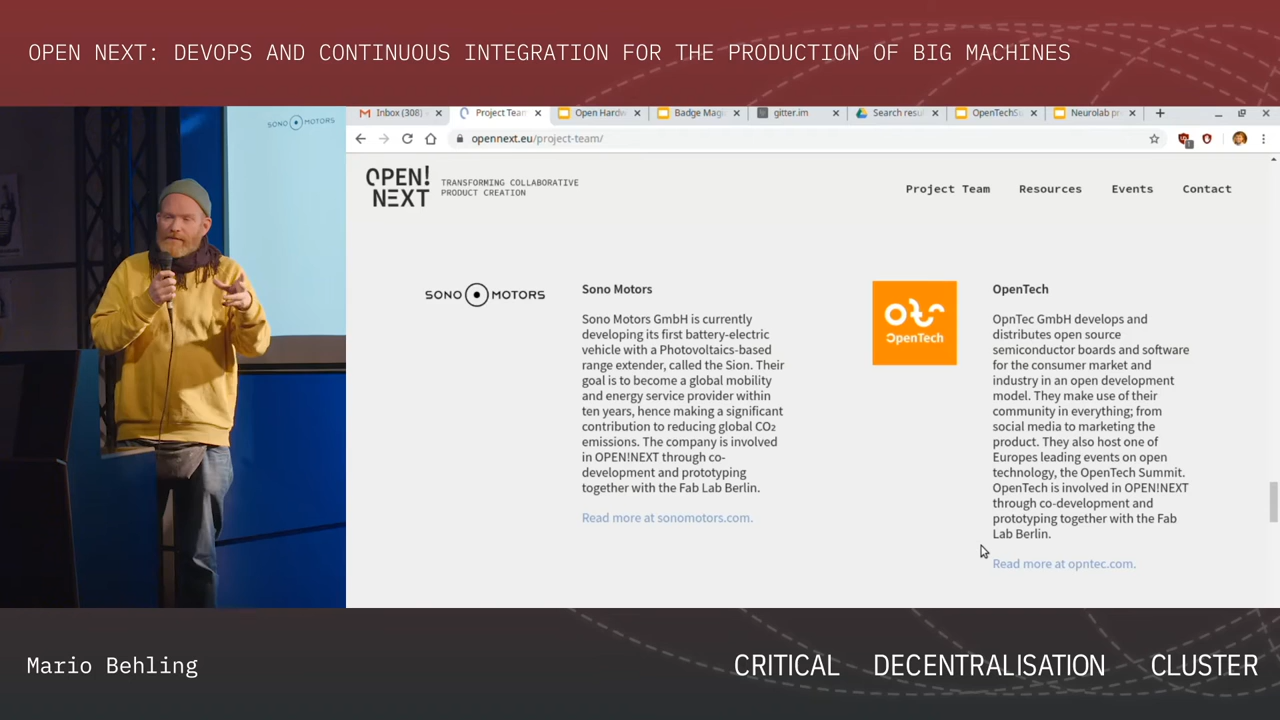 OPEN NEXT: DEVOPS AND CONTINUOUS INTEGRATION FOR THE PRODUCTION OF BIG MACHINES
SONO MOTORS
Inbox (308)
Project Team
Open Hardw
Badge Mag
gitter.im
Search resul
OpenTechSu
Neurolab pr
opennext.eu/project-team/
OPEN!
NEXT
TRANSFORMING COLLABORATIVE
PRODUCT CREATION
Project Team Resources Events Contact
SONO MOTORS
Sono Motors
Sono Motors GmbH is currently
developing its first battery-electric
vehicle with a Photovoltaics-based
range extender, called the Sion. Their
goal is to become a global mobility
and energy service provider within
ten years, hence making a significant
contribution to reducing global CO₂
emissions. The company is involved
in OPEN!NEXT through co-
development and prototyping
together with the Fab Lab Berlin.
Read more at sonomotors.com.
OpenTech
OpenTech
OpnTec GmbH develops and
distributes open source
semiconductor boards and software
for the consumer market and
industry in an open development
model. They make use of their
community in everything; from
social media to marketing the
product. They also host one of
Europes leading events on open
technology, the OpenTech Summit.
OpenTech is involved in OPEN!NEXT
through co-development and
prototyping together with the Fab
Lab Berlin.
Read more at opntec.com.
Mario Behling
CRITICAL DECENTRALISATION CLUSTER